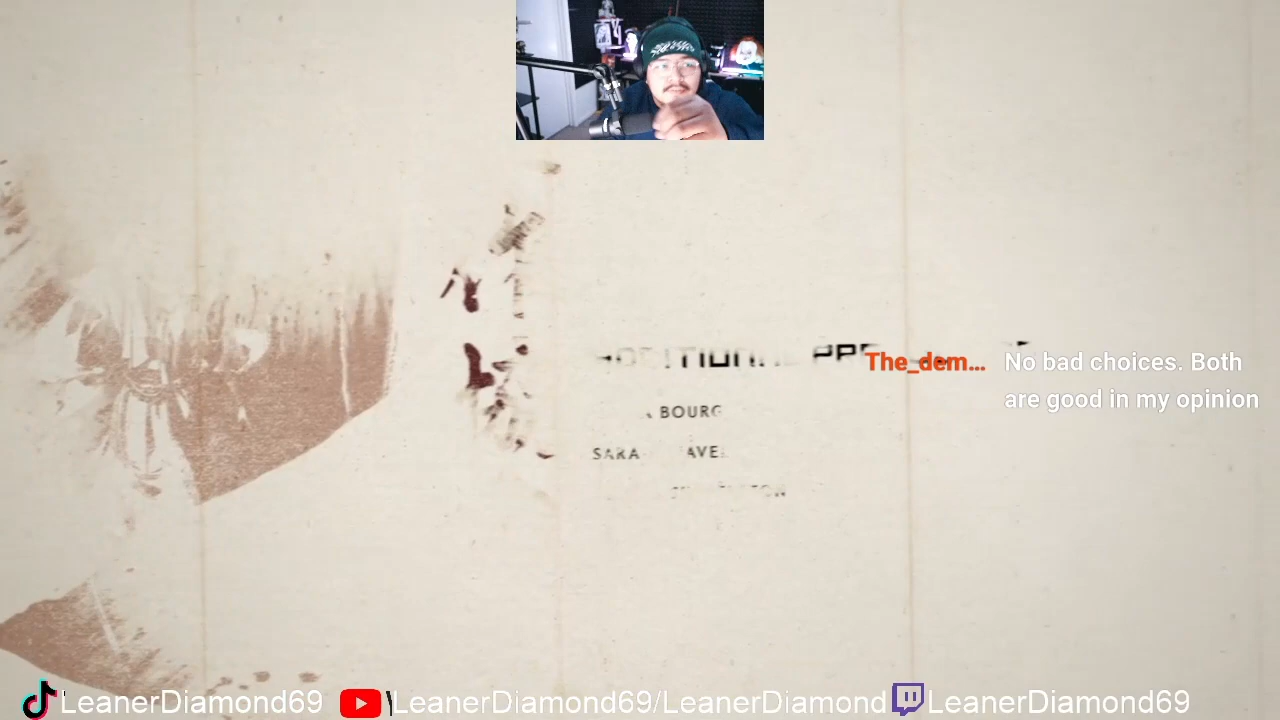 BOURG
The_dem... No bad choices. Both
are good in my opinion
SARA
LeanerDiamond69 \LeanerDiamond69/LeanerDiamond LeanerDiamond69